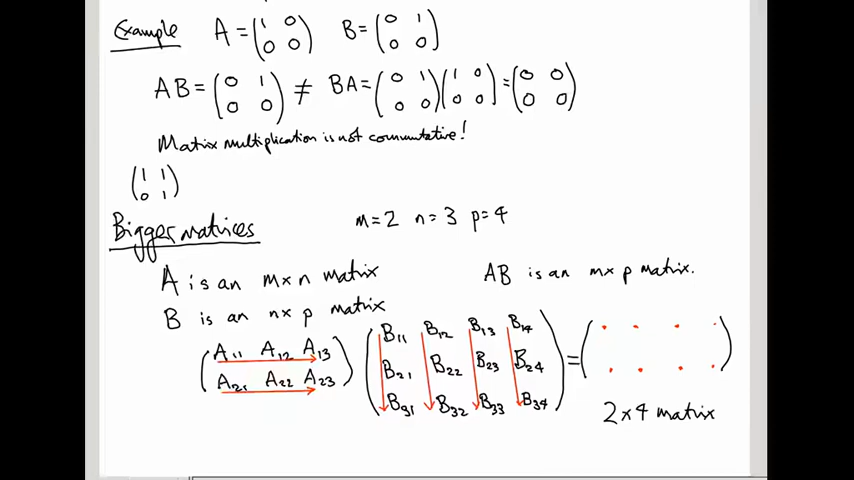 Example A = (1 0 0 0) B = (0 1 0 0)
AB = (0 1 0 0) ≠ BA = (0 1 0 0)(1 0 0 0) = (0 0 0 0)
Matrix multiplication is not commutative!
(1 1 0 1)
Bigger matrices m=2 n=3 p=4
A is an m×n matrix AB is an m×p matrix.
B is an n×p matrix
(A11 A12 A13 (B11 B12 B13 B14
A21 A22 A23) B21 B22 B23 B24 = ( )
B31 B32 B33 B34)
2×4 matrix